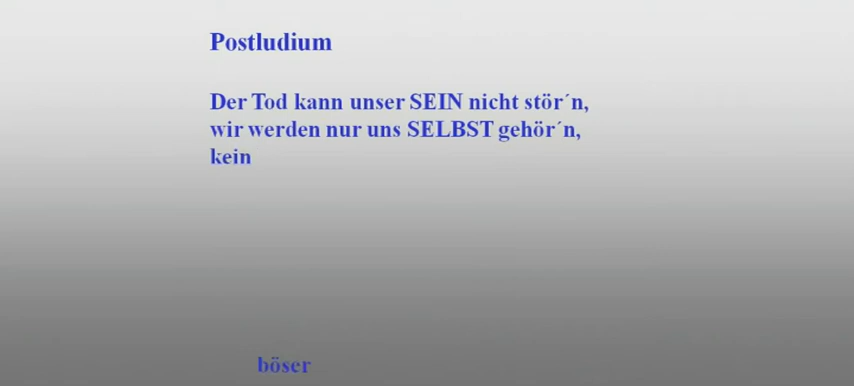 Postludium
Der Tod kann unser SEIN nicht stör´n,
wir werden nur uns SELBST gehör´n,
kein
böser